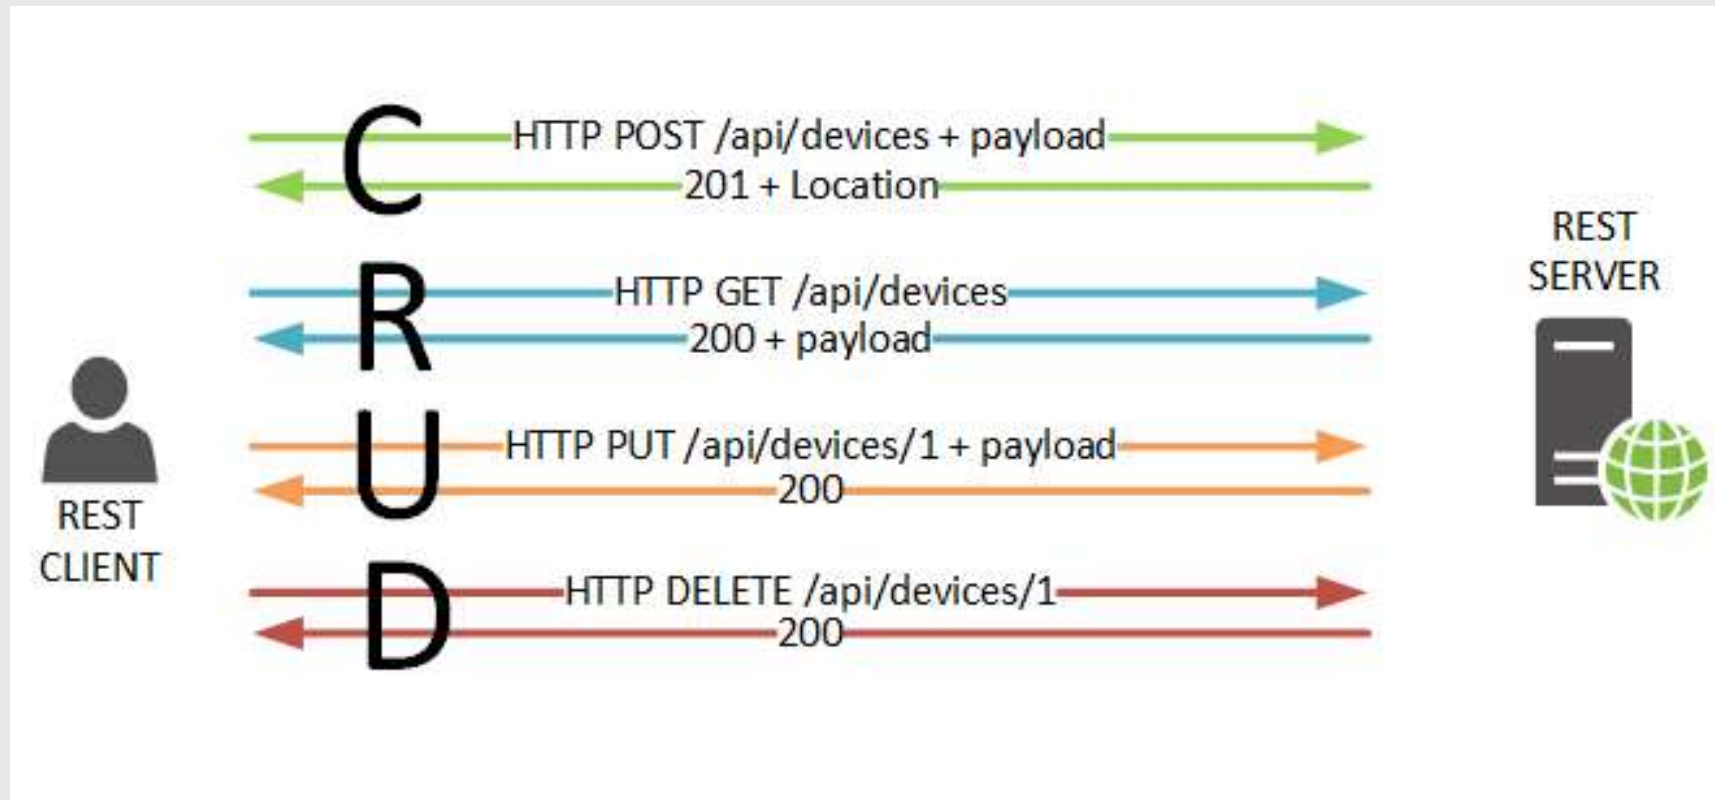 C
HTTP POST /api/devices + payload
201 + Location
R
HTTP GET /api/devices
200 + payload
U
HTTP PUT /api/devices/1 + payload
200
D
HTTP DELETE /api/devices/1
200
REST
CLIENT
REST
SERVER